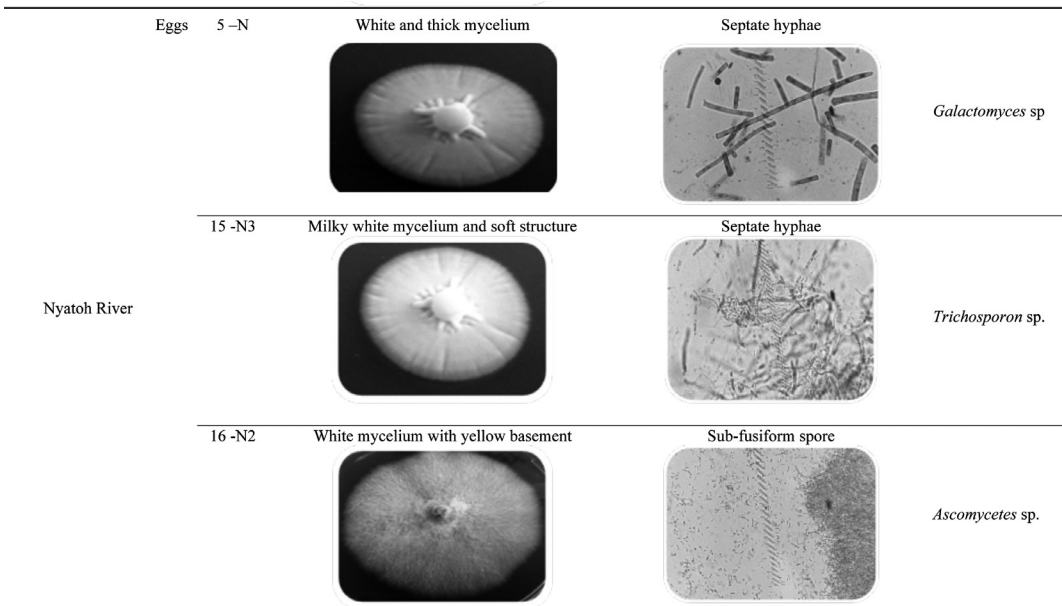 Eggs 5 –N White and thick mycelium Septate hyphae
Galactomyces sp
15 -N3 Milky white mycelium and soft structure Septate hyphae
Nyatoh River
Trichosporon sp.
16 -N2 White mycelium with yellow basement Sub-fusiform spore
Ascomycetes sp.